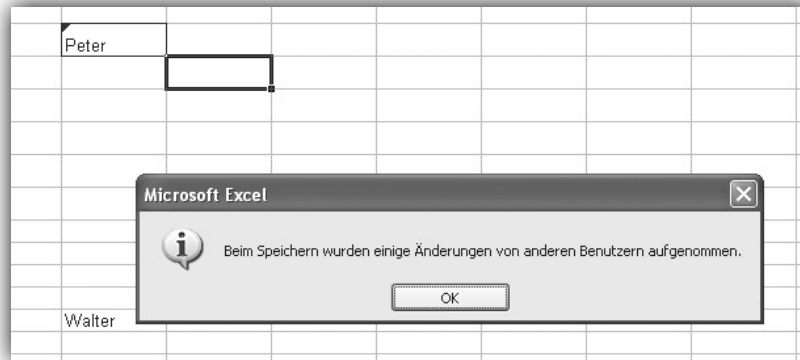 Peter
Microsoft Excel
Beim Speichern wurden einige Änderungen von anderen Benutzern aufgenommen.
OK
Walter